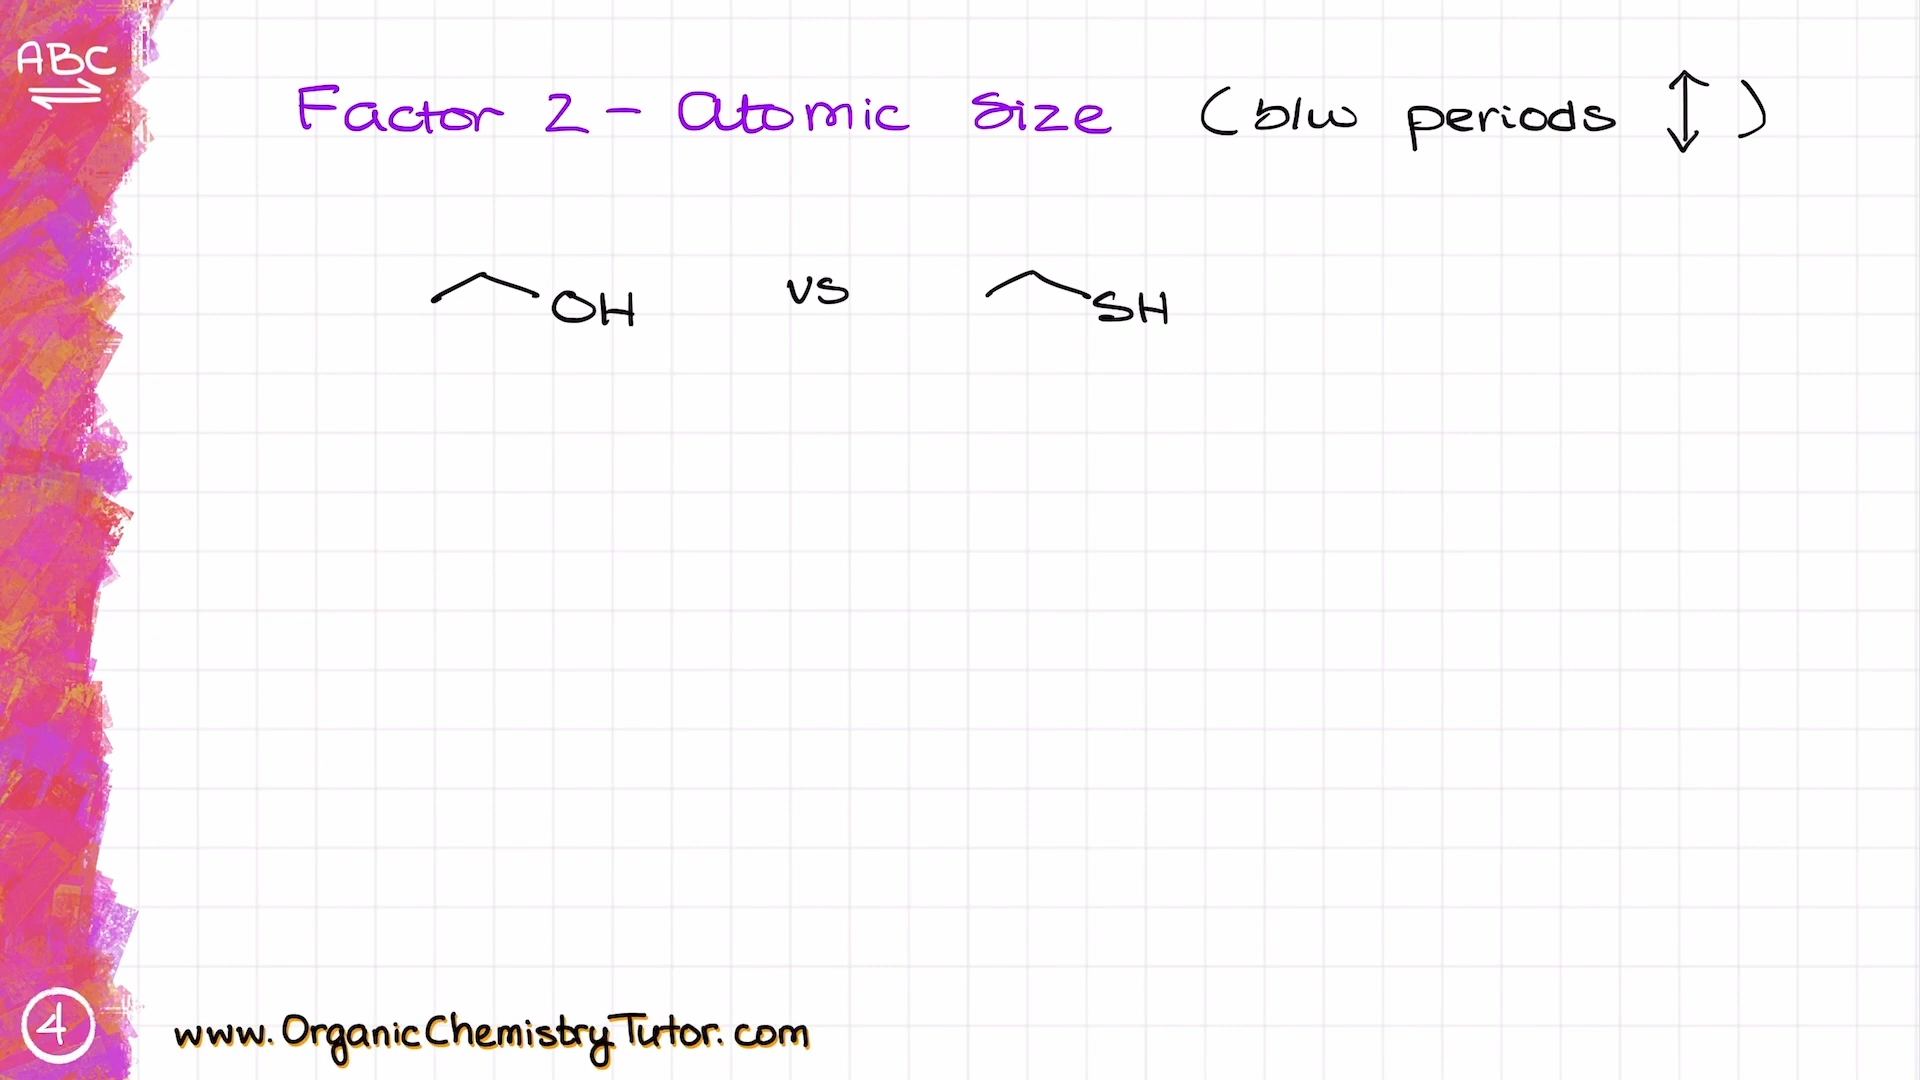 ABC
Factor 2 - Atomic Size (b/w periods ↕)
OH vs SH
4
www.OrganicChemistryTutor.com